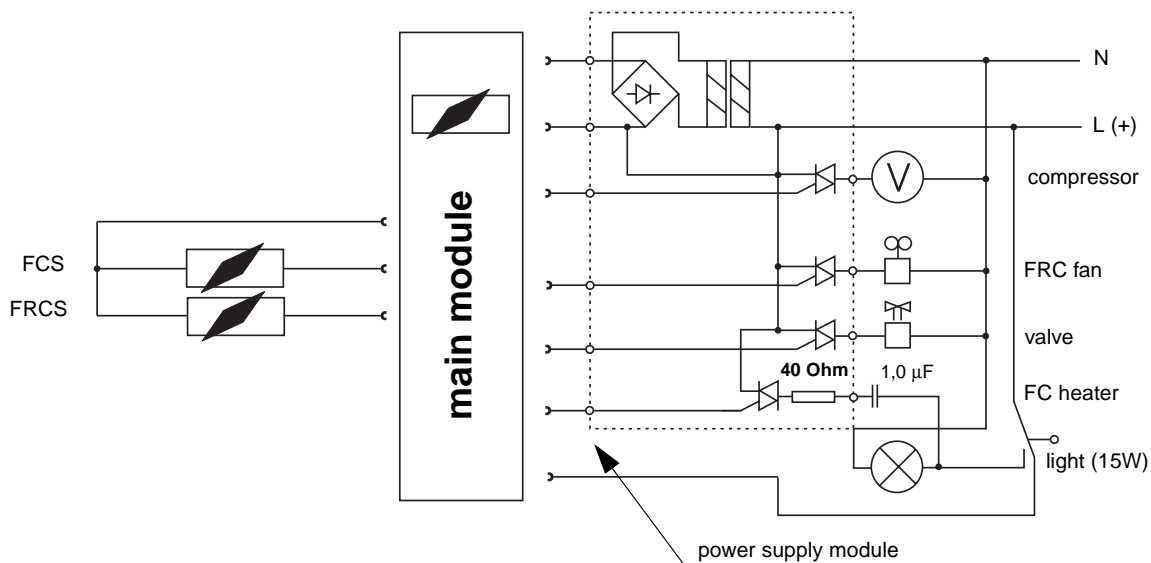 N
L (+)
compressor
V
main module
FCS
FRCS
FRC fan
valve
40 Ohm
1,0 µF
FC heater
light (15W)
power supply module